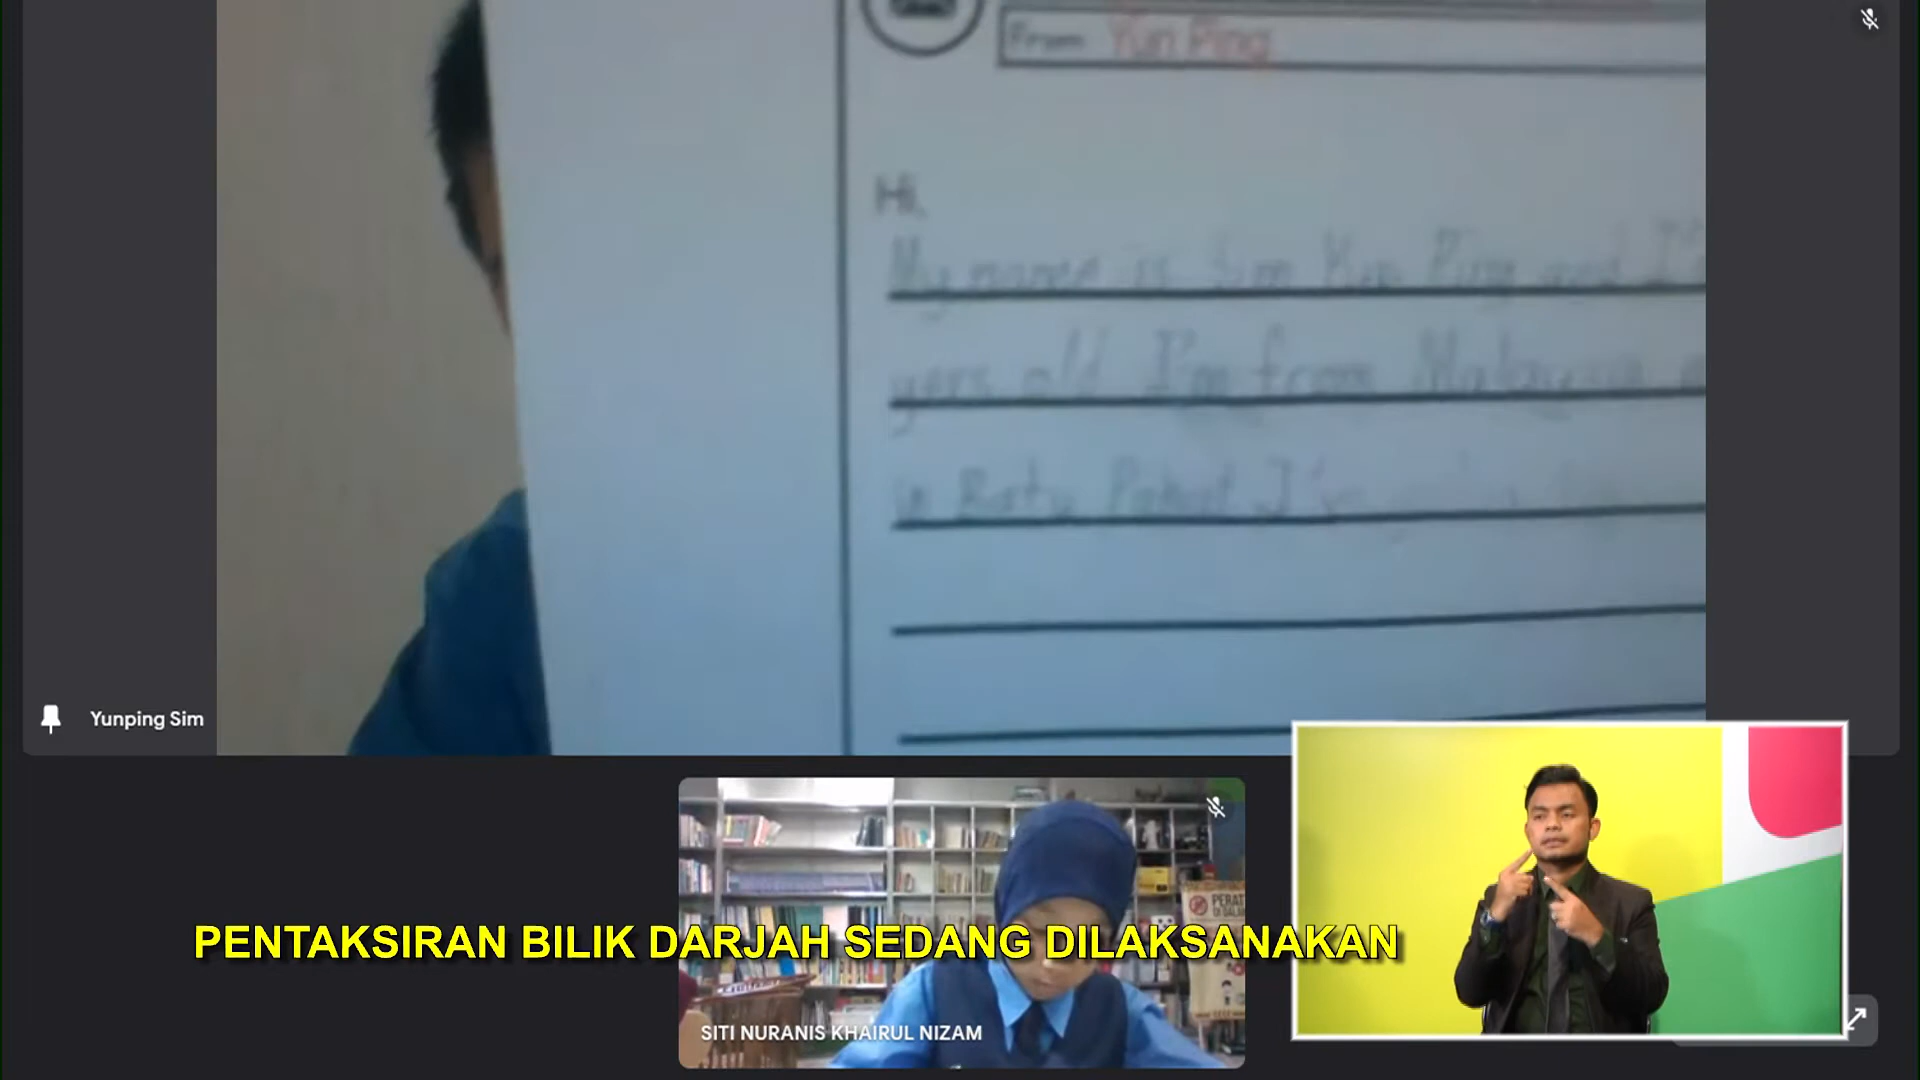 From Yun Ping
Hi,
My name is Sim Yun Ping and I'
yers old I'm from Malaysia
in Batu Pahat I'v
Yunping Sim
PERAT
PENTAKSIRAN BILIK DARJAH SEDANG DILAKSANAKAN
SITI NURANIS KHAIRUL NIZAM